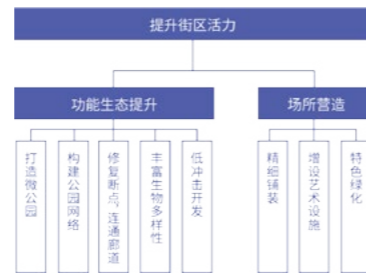 提升街区活力
功能生态提升
场所营造
打造微公园
构建公园网络
修复断点,连通廊道
丰富生物多样性
低冲击开发
精细铺装
增设艺术设施
特色绿化